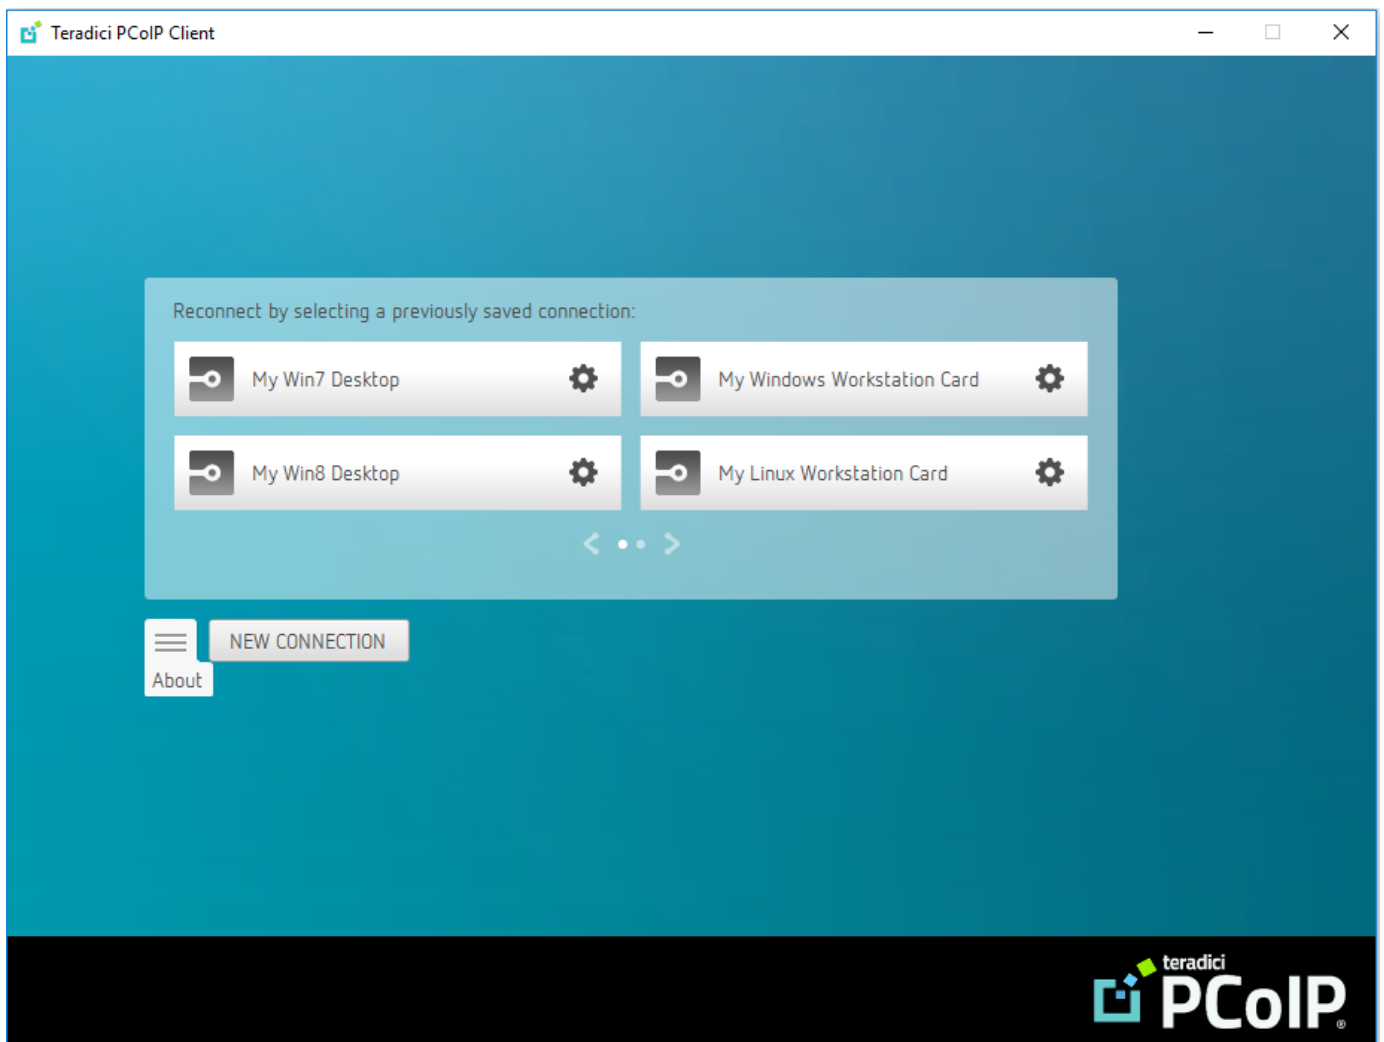 Teradici PCoIP Client
Reconnect by selecting a previously saved connection:
My Win7 Desktop
My Windows Workstation Card
My Win8 Desktop
My Linux Workstation Card
NEW CONNECTION
About
teradici
PCoIP®